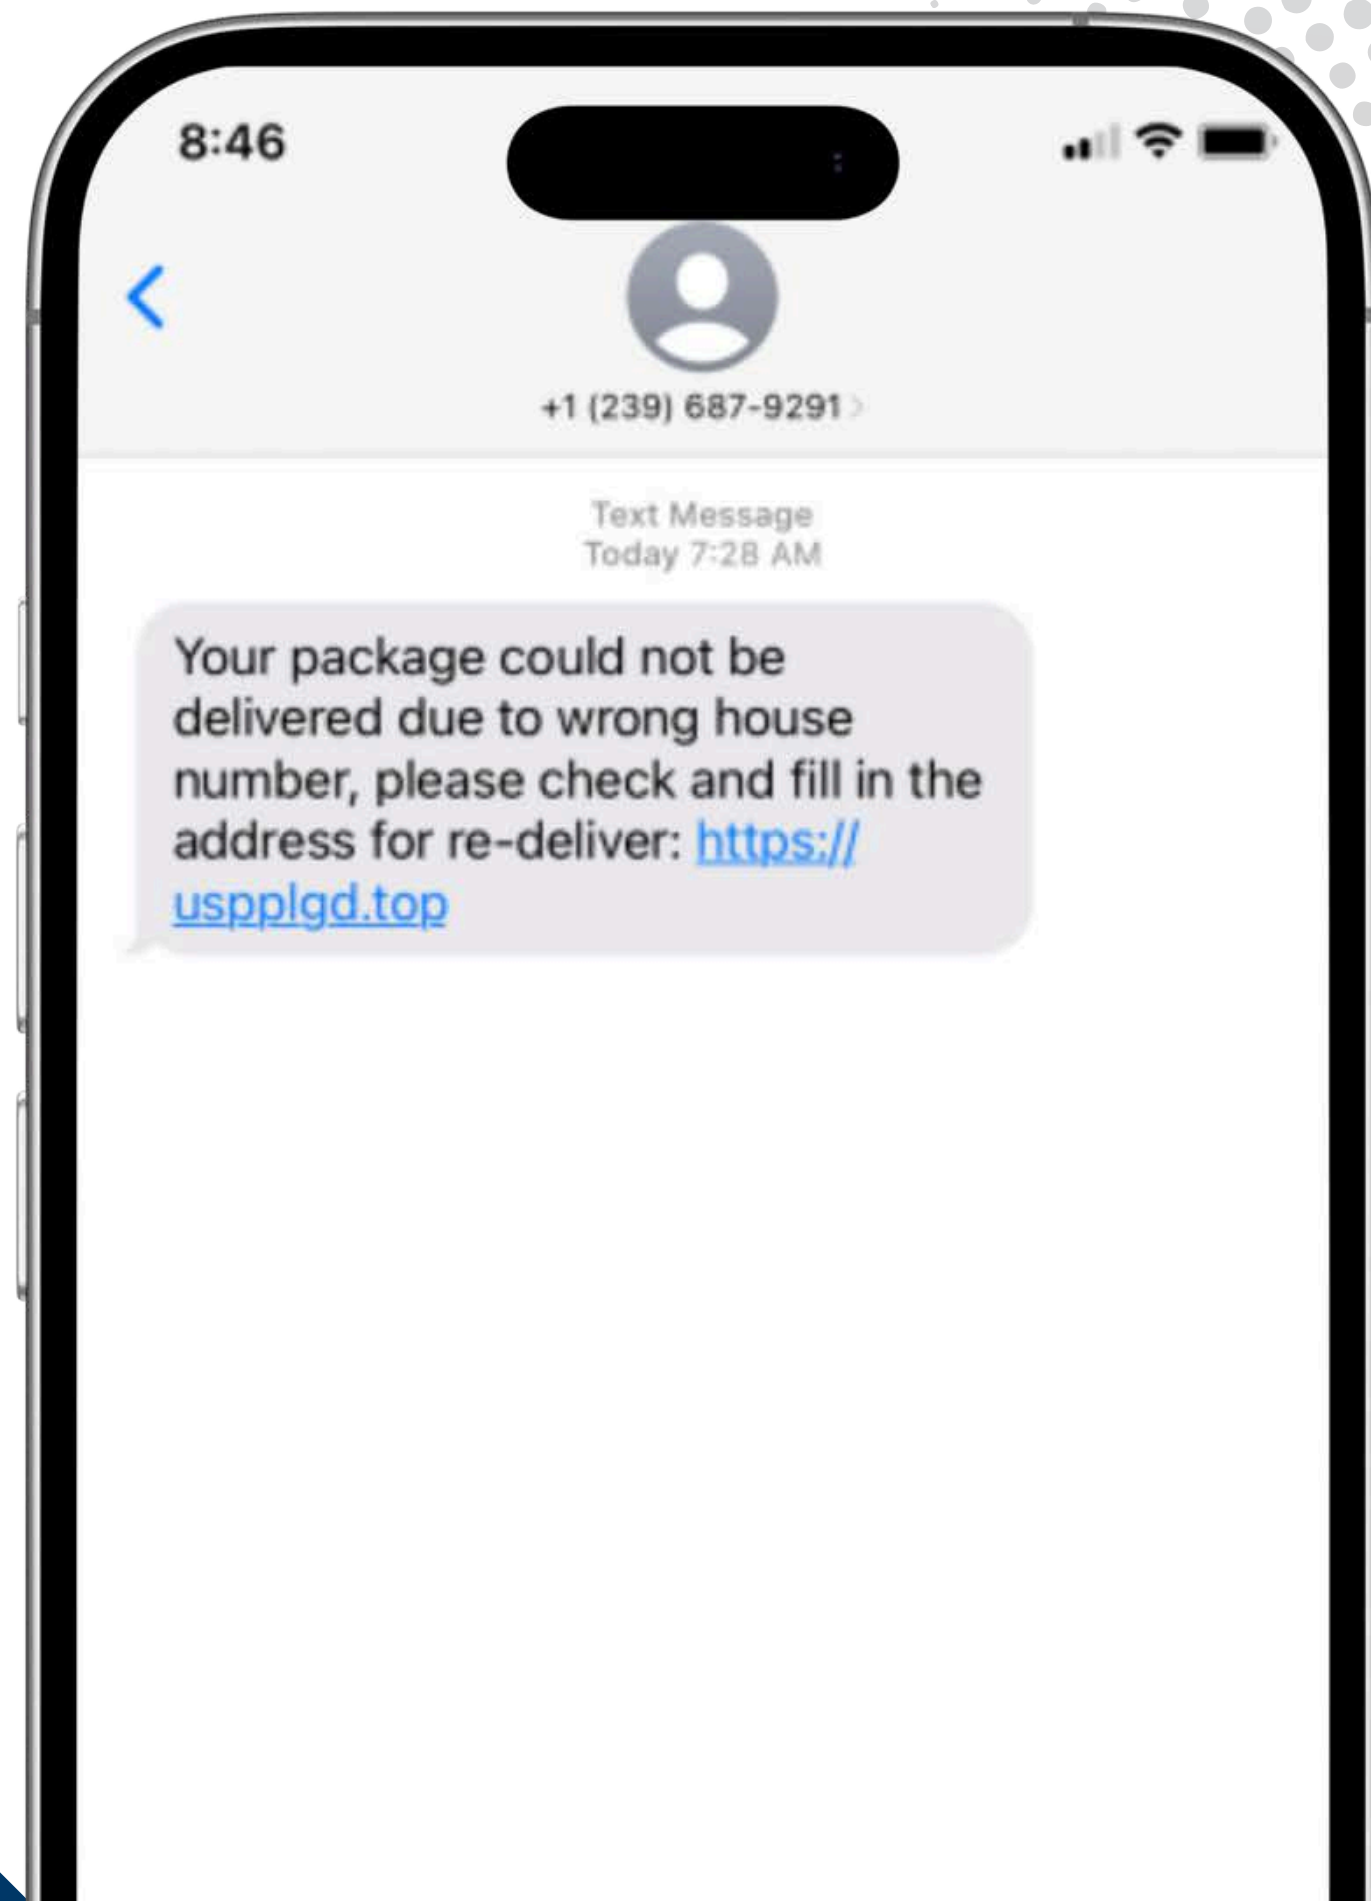 8:46
+1 (239) 687-9291
Text Message
Today 7:28 AM
Your package could not be
delivered due to wrong house
number, please check and fill in the
address for re-deliver: https://
uspplgd.top